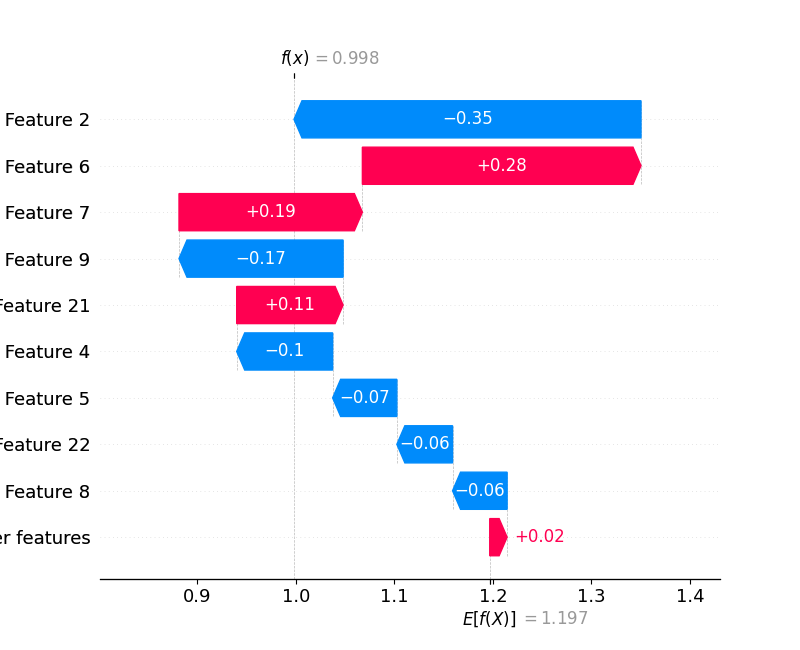 f(x) = 0.998
Feature 2 −0.35
Feature 6 +0.28
Feature 7 +0.19
Feature 9 −0.17
Feature 21 +0.11
Feature 4 −0.1
Feature 5 −0.07
Feature 22 −0.06
Feature 8 −0.06
features +0.02
0.9 1.0 1.1 1.2 1.3 1.4
E[f(X)] = 1.197